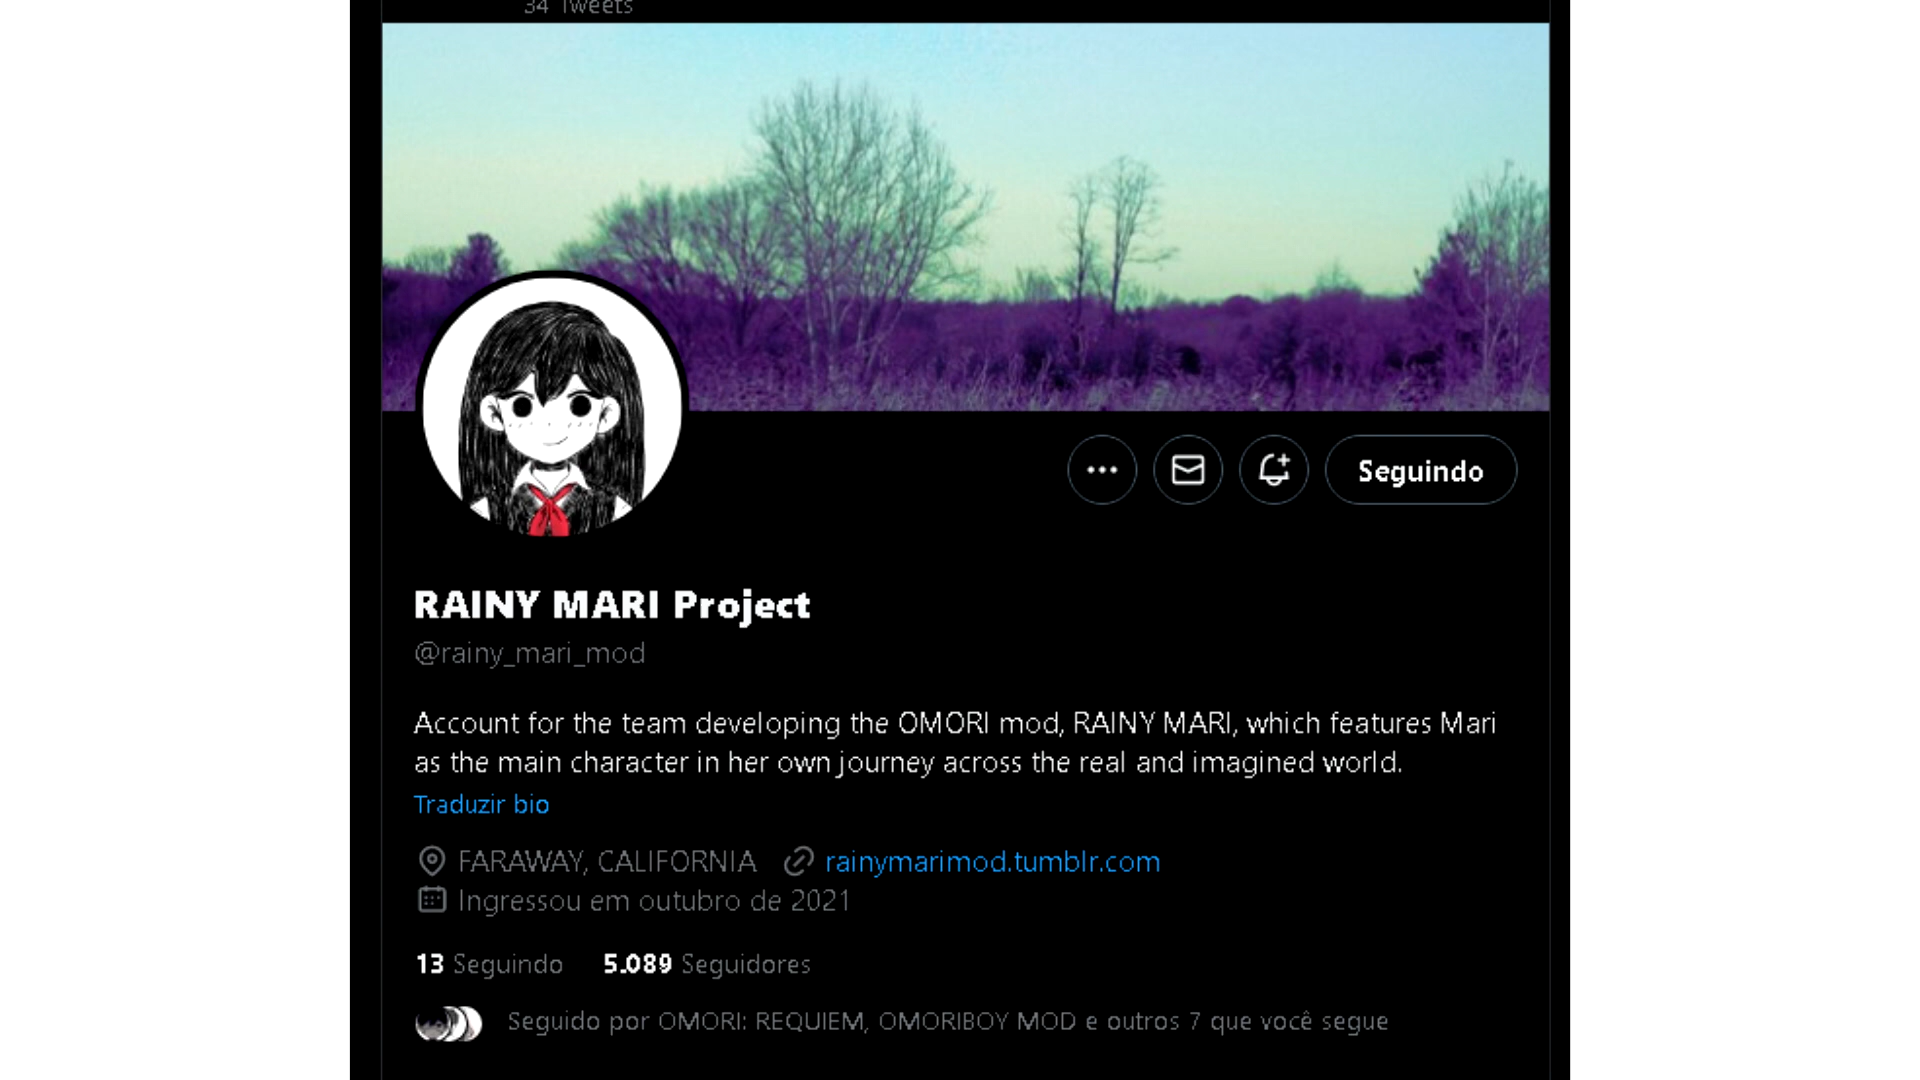 34 Tweets
Seguindo
RAINY MARI Project
@rainy_mari_mod
Account for the team developing the OMORI mod, RAINY MARI, which features Mari
as the main character in her own journey across the real and imagined world.
Traduzir bio
FARAWAY, CALIFORNIA rainymarimod.tumblr.com
Ingressou em outubro de 2021
13 Seguindo 5.089 Seguidores
Seguido por OMORI: REQUIEM, OMORIBOY MOD e outros 7 que você segue